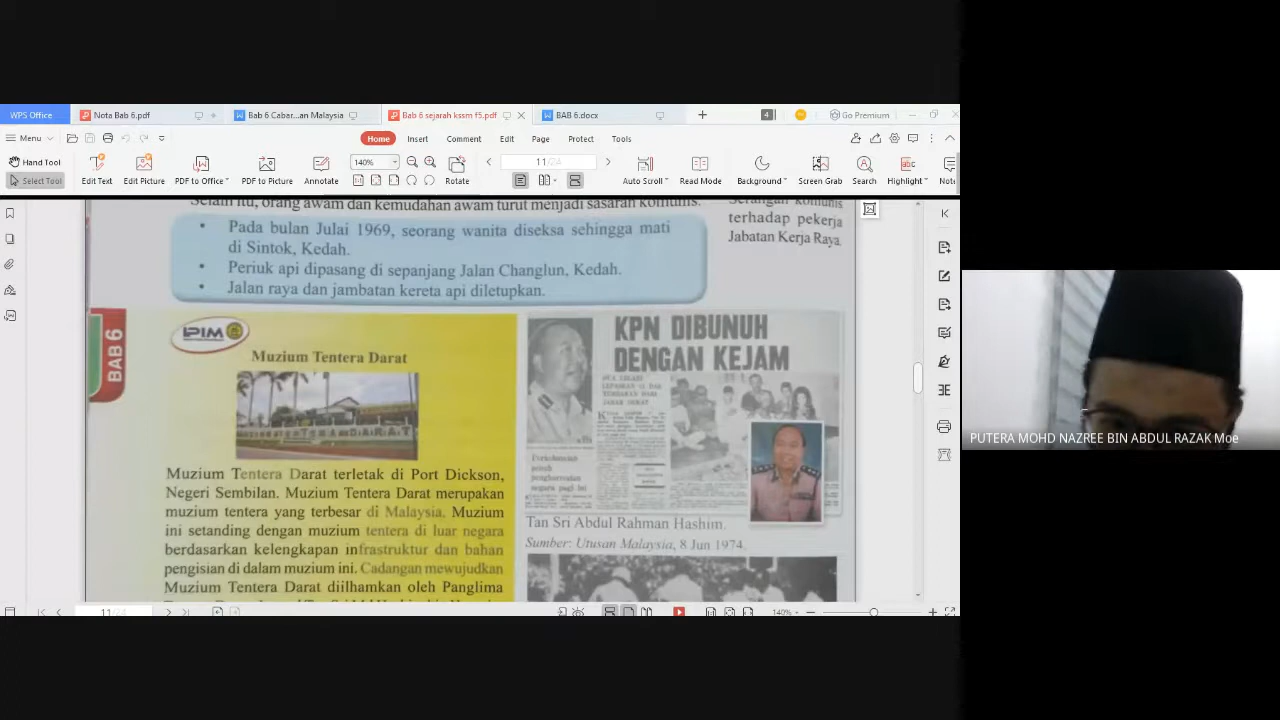 WPS Office
Nota Bab 6.pdf
Bab 6 Cabar...an Malaysia
Bab 6 sejarah kssm f5.pdf
BAB 6.docx
4
Go Premium
Menu
Home
Insert
Comment
Edit
Page
Protect
Tools
Hand Tool
Select Tool
Edit Text
Edit Picture
PDF to Office
PDF to Picture
Annotate
140%
Rotate
11/24
Auto Scroll
Read Mode
Background
Screen Grab
Search
Highlight
Note
Selain itu, orang awam dan kemudahan awam turut menjadi sasaran komunis.
Serangan komunis
terhadap pekerja
Jabatan Kerja Raya.
• Pada bulan Julai 1969, seorang wanita diseksa sehingga mati
di Sintok, Kedah.
• Periuk api dipasang di sepanjang Jalan Changlun, Kedah.
• Jalan raya dan jambatan kereta api diletupkan.
BAB 6
IPIM
Muzium Tentera Darat
Muzium Tentera Darat terletak di Port Dickson,
Negeri Sembilan. Muzium Tentera Darat merupakan
muzium tentera yang terbesar di Malaysia. Muzium
ini setanding dengan muzium tentera di luar negara
berdasarkan kelengkapan infrastruktur dan bahan
pengisian di dalam muzium ini. Cadangan mewujudkan
Muzium Tentera Darat diilhamkan oleh Panglima
KPN DIBUNUH
DENGAN KEJAM
Tan Sri Abdul Rahman Hashim.
Sumber: Utusan Malaysia, 8 Jun 1974.
11/24
140%
PUTERA MOHD NAZREE BIN ABDUL RAZAK Moe